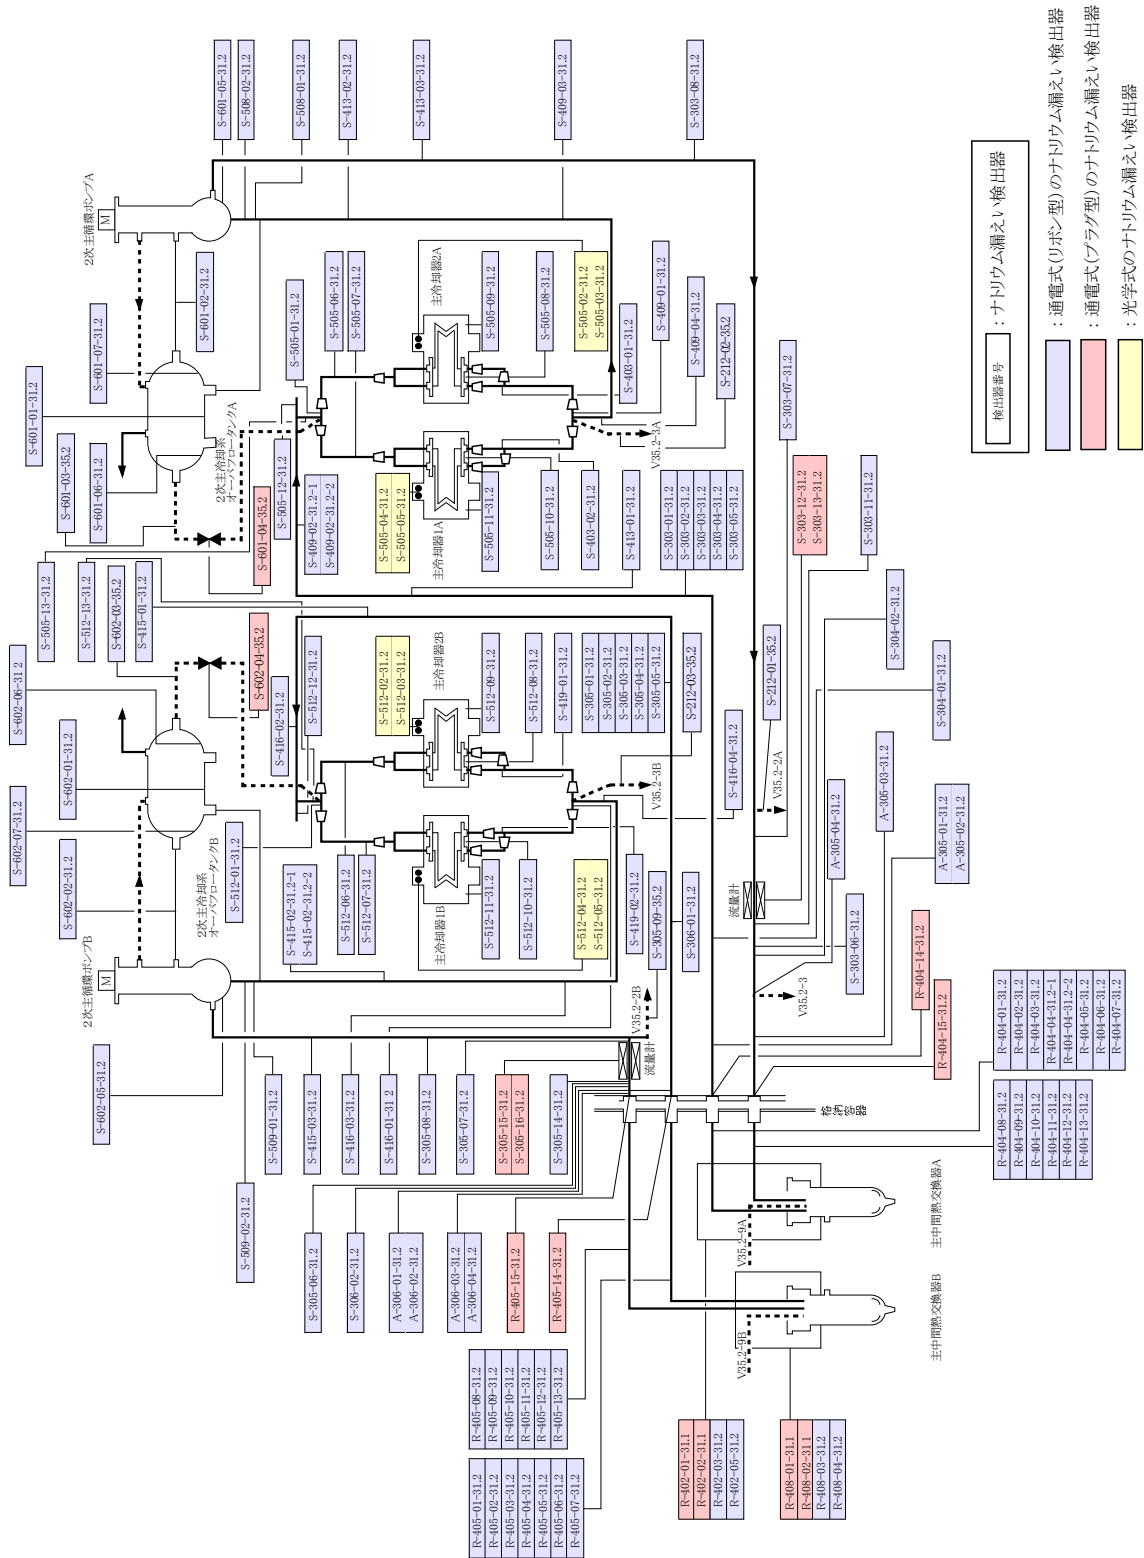 S-601-05-31.2
S-508-02-31.2
S-508-01-31.2
S-413-02-31.2
S-413-03-31.2
S-409-03-31.2
S-303-08-31.2
2次主循環ポンプA
M
S-601-02-31.2
S-601-07-31.2
S-601-01-31.2
S-601-03-35.2
S-601-06-31.2
2次主冷却系
オーバフロータンクA
S-601-04-35.2
S-505-01-31.2
S-505-06-31.2
S-505-07-31.2
主冷却器2A
S-505-09-31.2
S-505-08-31.2
S-505-02-31.2
S-505-03-31.2
S-403-01-31.2
S-409-01-31.2
S-409-04-31.2
S-212-02-35.2
V35.2-3A
S-505-12-31.2
S-409-02-31.2-1
S-409-02-31.2-2
S-505-04-31.2
S-505-05-31.2
主冷却器1A
S-505-11-31.2
S-505-10-31.2
S-403-02-31.2
S-413-01-31.2
S-303-01-31.2
S-303-02-31.2
S-303-03-31.2
S-303-04-31.2
S-303-05-31.2
S-303-07-31.2
S-303-12-31.2
S-303-13-31.2
S-303-11-31.2
S-304-02-31.2
S-304-01-31.2
S-505-13-31.2
S-512-13-31.2
S-602-03-35.2
S-415-01-31.2
S-602-04-35.2
S-602-06-31.2
S-602-01-31.2
S-602-07-31.2
S-602-02-31.2
2次主冷却系
オーバフロータンクB
S-416-02-31.2
S-512-12-31.2
S-512-02-31.2
S-512-03-31.2
主冷却器2B
S-512-09-31.2
S-512-08-31.2
S-419-01-31.2
S-305-01-31.2
S-305-02-31.2
S-305-03-31.2
S-305-04-31.2
S-305-05-31.2
S-212-03-35.2
V35.2-3B
S-416-04-31.2
S-212-01-35.2
V35.2-2A
S-512-01-31.2
S-415-02-31.2-1
S-415-02-31.2-2
S-512-06-31.2
S-512-07-31.2
主冷却器1B
S-512-11-31.2
S-512-10-31.2
S-512-04-31.2
S-512-05-31.2
S-419-02-31.2
S-305-09-35.2
S-306-01-31.2
流量計
A-305-04-31.2
A-305-03-31.2
A-305-01-31.2
A-305-02-31.2
S-303-06-31.2
V35.2-3
R-404-14-31.2
R-404-15-31.2
2次主循環ポンプB
M
S-602-05-31.2
S-509-01-31.2
S-509-02-31.2
S-415-03-31.2
S-416-03-31.2
S-416-01-31.2
S-305-08-31.2
S-305-07-31.2
S-305-15-31.2
S-305-16-31.2
S-305-14-31.2
V35.2-2B
流量計
格納容器
R-404-01-31.2
R-404-02-31.2
R-404-03-31.2
R-404-04-31.2-1
R-404-04-31.2-2
R-404-05-31.2
R-404-06-31.2
R-404-07-31.2
R-404-08-31.2
R-404-09-31.2
R-404-10-31.2
R-404-11-31.2
R-404-12-31.2
R-404-13-31.2
S-305-06-31.2
S-306-02-31.2
A-306-01-31.2
A-306-02-31.2
A-306-03-31.2
A-306-04-31.2
R-405-15-31.2
R-405-14-31.2
V35.2-9A
主中間熱交換器A
V35.2-9B
主中間熱交換器B
R-405-08-31.2
R-405-09-31.2
R-405-10-31.2
R-405-11-31.2
R-405-12-31.2
R-405-13-31.2
R-405-01-31.2
R-405-02-31.2
R-405-03-31.2
R-405-04-31.2
R-405-05-31.2
R-405-06-31.2
R-405-07-31.2
R-402-01-31.1
R-402-02-31.1
R-402-03-31.2
R-402-05-31.2
R-408-01-31.1
R-408-02-31.1
R-408-03-31.2
R-408-04-31.2
検出器番号
：ナトリウム漏えい検出器
：通電式(リボン型)のナトリウム漏えい検出器
：通電式(プラグ型)のナトリウム漏えい検出器
：光学式のナトリウム漏えい検出器